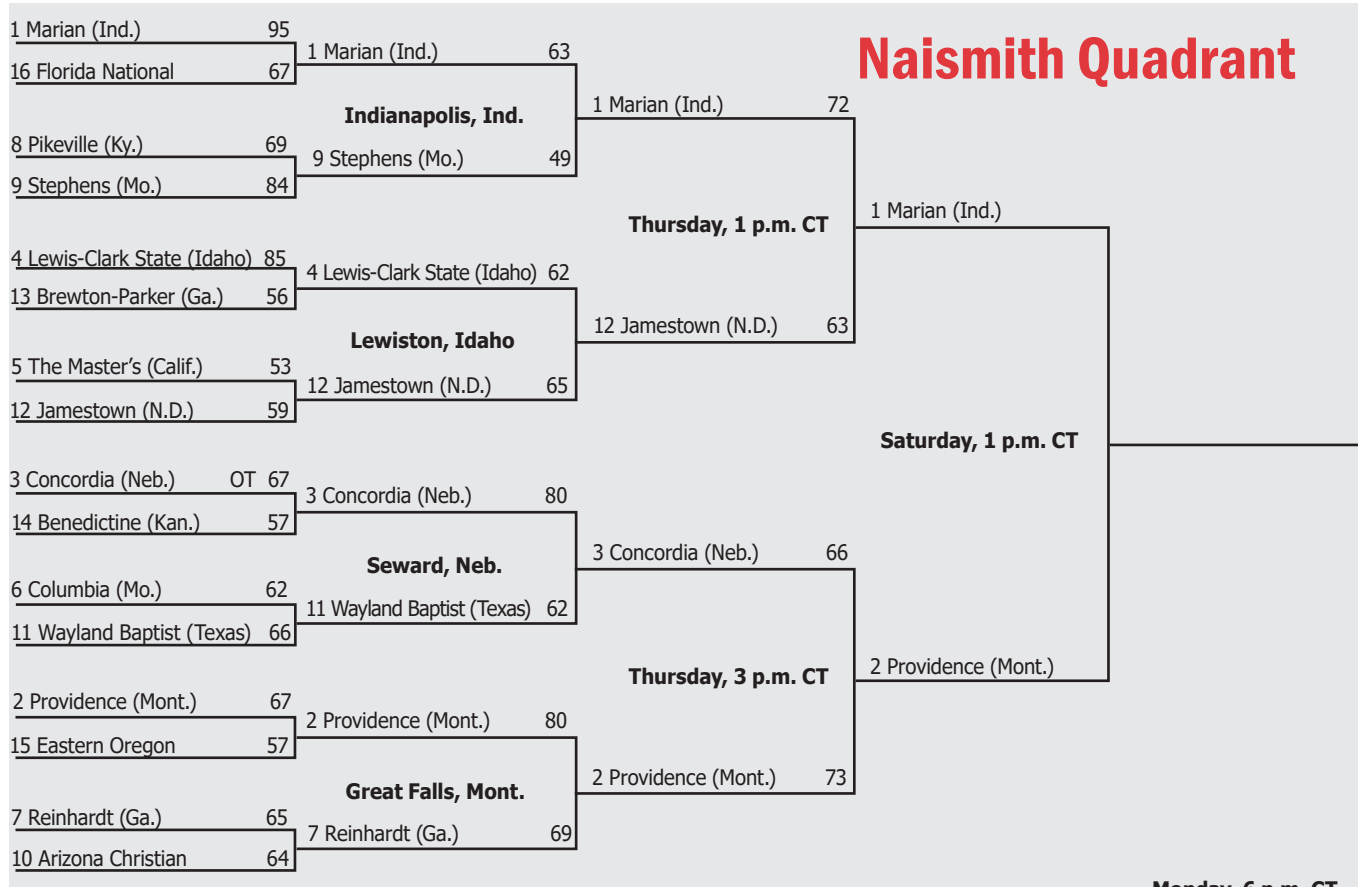 Naismith Quadrant
1 Marian (Ind.) 95
16 Florida National 67
8 Pikeville (Ky.) 69
9 Stephens (Mo.) 84
4 Lewis-Clark State (Idaho) 85
13 Brewton-Parker (Ga.) 56
5 The Master's (Calif.) 53
12 Jamestown (N.D.) 59
3 Concordia (Neb.) OT 67
14 Benedictine (Kan.) 57
6 Columbia (Mo.) 62
11 Wayland Baptist (Texas) 66
2 Providence (Mont.) 67
15 Eastern Oregon 57
7 Reinhardt (Ga.) 65
10 Arizona Christian 64
1 Marian (Ind.) 63
Indianapolis, Ind.
9 Stephens (Mo.) 49
4 Lewis-Clark State (Idaho) 62
Lewiston, Idaho
12 Jamestown (N.D.) 65
3 Concordia (Neb.) 80
Seward, Neb.
11 Wayland Baptist (Texas) 62
2 Providence (Mont.) 80
Great Falls, Mont.
7 Reinhardt (Ga.) 69
1 Marian (Ind.) 72
Thursday, 1 p.m. CT
12 Jamestown (N.D.) 63
3 Concordia (Neb.) 66
Thursday, 3 p.m. CT
2 Providence (Mont.) 73
1 Marian (Ind.)
Saturday, 1 p.m. CT
2 Providence (Mont.)
Monday, 6 p.m. CT